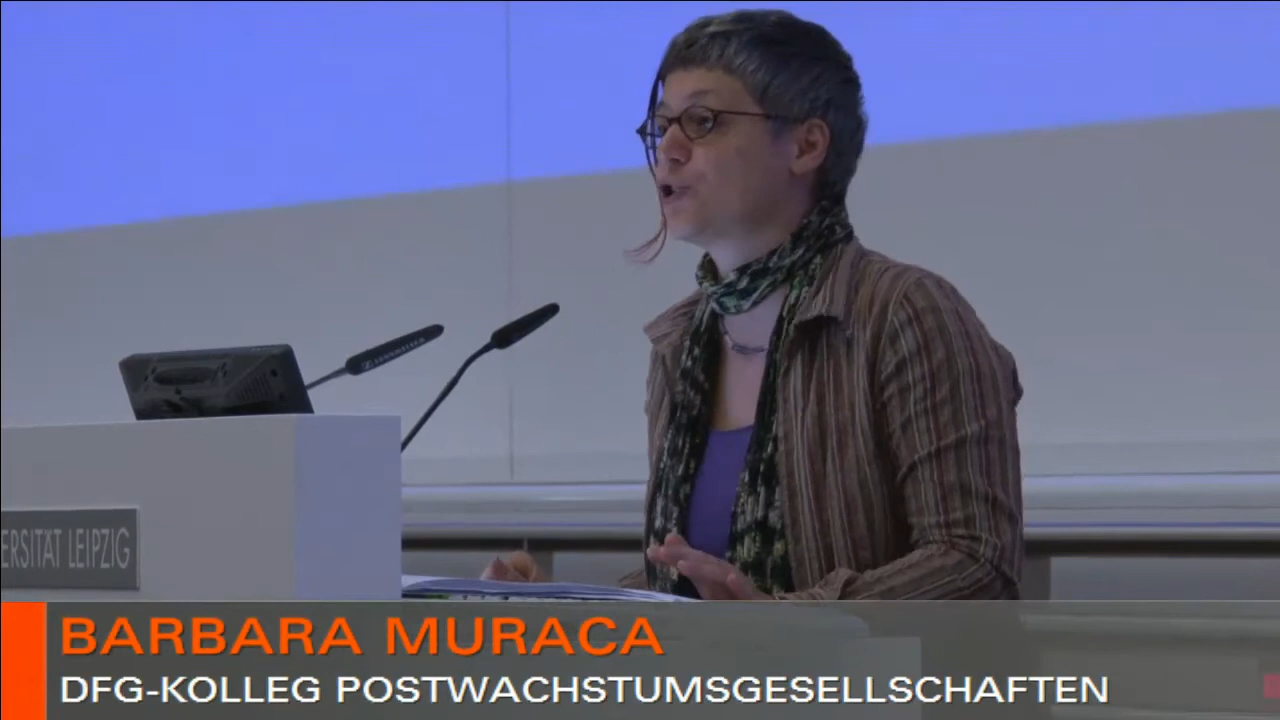 ERSITÄT LEIPZIG
BARBARA MURACA
DFG-KOLLEG POSTWACHSTUMSGESELLSCHAFTEN